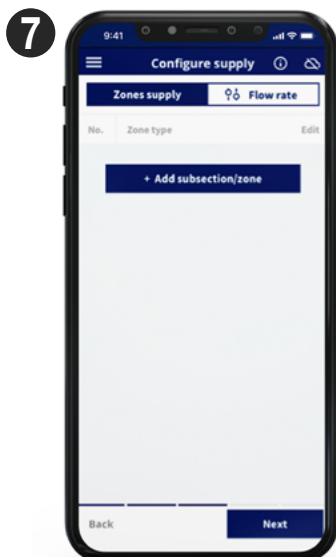 7
9:41
Configure supply
Zones supply
Flow rate
No. Zone type Edit
+ Add subsection/zone
Back Next